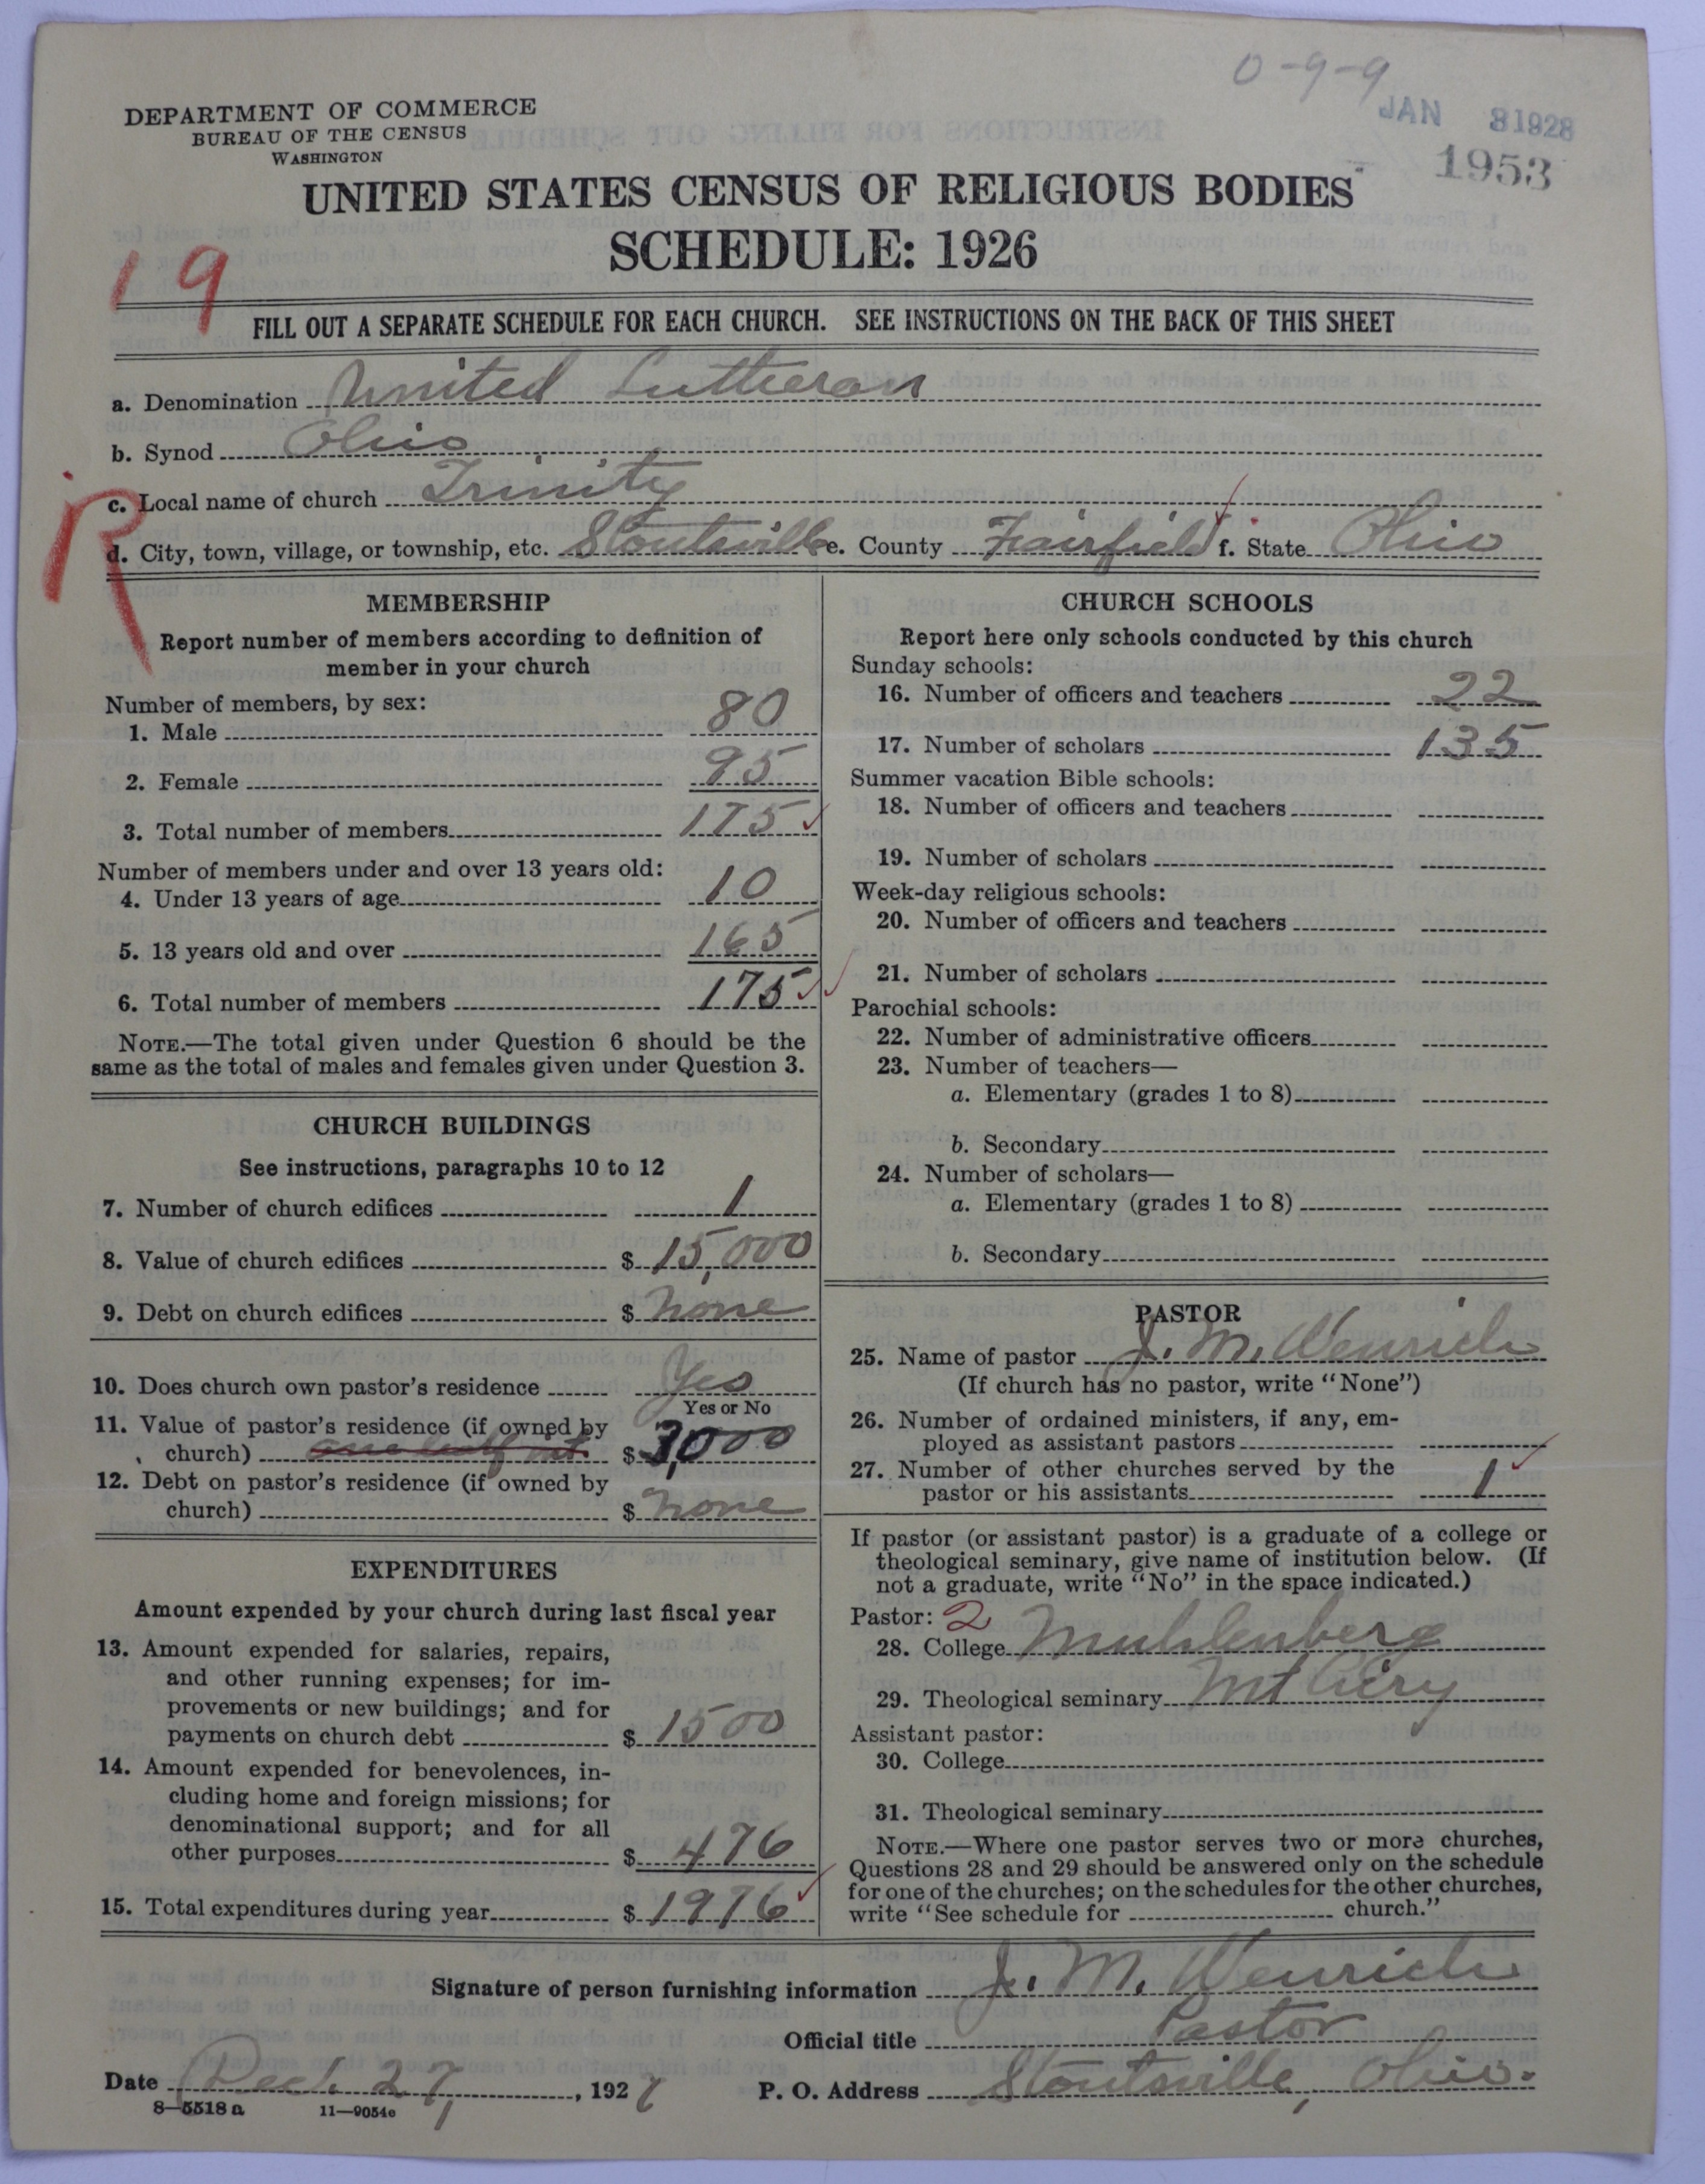 0-9-9
DEPARTMENT OF COMMERCE
BUREAU OF THE CENSUS
WASHINGTON
JAN 31928
1953
UNITED STATES CENSUS OF RELIGIOUS BODIES
SCHEDULE: 1926
19
FILL OUT A SEPARATE SCHEDULE FOR EACH CHURCH. SEE INSTRUCTIONS ON THE BACK OF THIS SHEET
a. Denomination United Lutheran
b. Synod Ohio
R
c. Local name of church Trinity
d. City, town, village, or township, etc. Stoutsville e. County Fairfield f. State Ohio
MEMBERSHIP
Report number of members according to definition of
member in your church
Number of members, by sex:
1. Male 80
2. Female 95
3. Total number of members 175
Number of members under and over 13 years old:
4. Under 13 years of age 10
5. 13 years old and over 165
6. Total number of members 175
NOTE.—The total given under Question 6 should be the
same as the total of males and females given under Question 3.
CHURCH BUILDINGS
See instructions, paragraphs 10 to 12
7. Number of church edifices 1
8. Value of church edifices $ 15,000
9. Debt on church edifices $ none
10. Does church own pastor's residence Yes
Yes or No
11. Value of pastor's residence (if owned by
church) one half int. $ 3,000
12. Debt on pastor's residence (if owned by
church) $ none
EXPENDITURES
Amount expended by your church during last fiscal year
13. Amount expended for salaries, repairs,
and other running expenses; for im-
provements or new buildings; and for
payments on church debt $ 1500
14. Amount expended for benevolences, in-
cluding home and foreign missions; for
denominational support; and for all
other purposes $ 476
15. Total expenditures during year $ 1976
CHURCH SCHOOLS
Report here only schools conducted by this church
Sunday schools:
16. Number of officers and teachers 22
17. Number of scholars 135
Summer vacation Bible schools:
18. Number of officers and teachers
19. Number of scholars
Week-day religious schools:
20. Number of officers and teachers
21. Number of scholars
Parochial schools:
22. Number of administrative officers
23. Number of teachers—
a. Elementary (grades 1 to 8)
b. Secondary
24. Number of scholars—
a. Elementary (grades 1 to 8)
b. Secondary
PASTOR
25. Name of pastor J. M. Wenrich
(If church has no pastor, write "None")
26. Number of ordained ministers, if any, em-
ployed as assistant pastors
27. Number of other churches served by the
pastor or his assistants 1
If pastor (or assistant pastor) is a graduate of a college or
theological seminary, give name of institution below. (If
not a graduate, write "No" in the space indicated.)
Pastor: 2
28. College Muhlenberg
29. Theological seminary Mt Airy
Assistant pastor:
30. College
31. Theological seminary
NOTE.—Where one pastor serves two or more churches,
Questions 28 and 29 should be answered only on the schedule
for one of the churches; on the schedules for the other churches,
write "See schedule for church."
Signature of person furnishing information J. M. Wenrich
Official title Pastor
Date Dec. 27, 1927 P. O. Address Stoutsville, Ohio.
8—5518 a 11—9054c